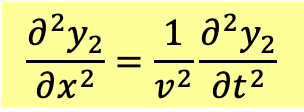 ∂²y₂/∂x² = 1/v² ∂²y₂/∂t²